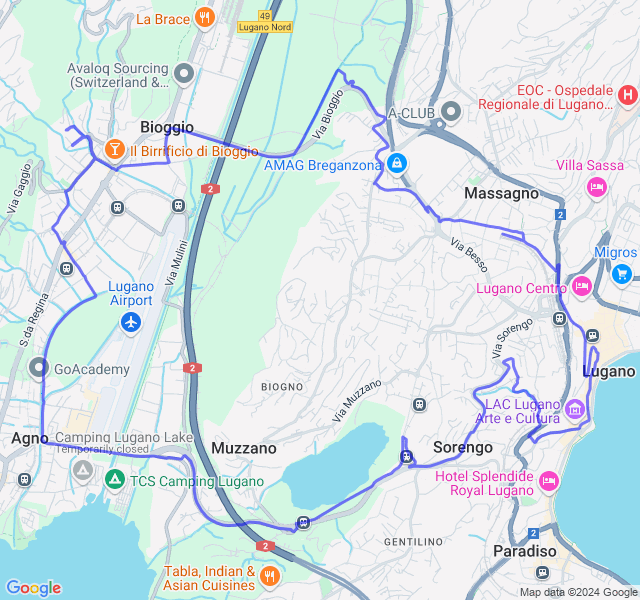 La Brace
49
Lugano Nord
Avaloq Sourcing
(Switzerland &...
EOC - Ospedale
Regionale di Lugano...
A-CLUB
Via Bioggio
Bioggio
Il Birrificio di Bioggio
AMAG Breganzona
Villa Sassa
Massagno
Via Gaggio
2
2
Via Mulini
Via Besso
Migros
Lugano
Airport
Lugano Centro
S da Regina
Via Sorengo
2
GoAcademy
Lugano
BIOGNO
Via Muzzano
LAC Lugano
Arte e Cultura
Agno
Camping Lugano Lake
Temporarily closed
Muzzano
Sorengo
TCS Camping Lugano
Hotel Splendide
Royal Lugano
2
GENTILINO
2
Paradiso
Tabla, Indian &
Asian Cuisines
Google
Map data ©2024 Google